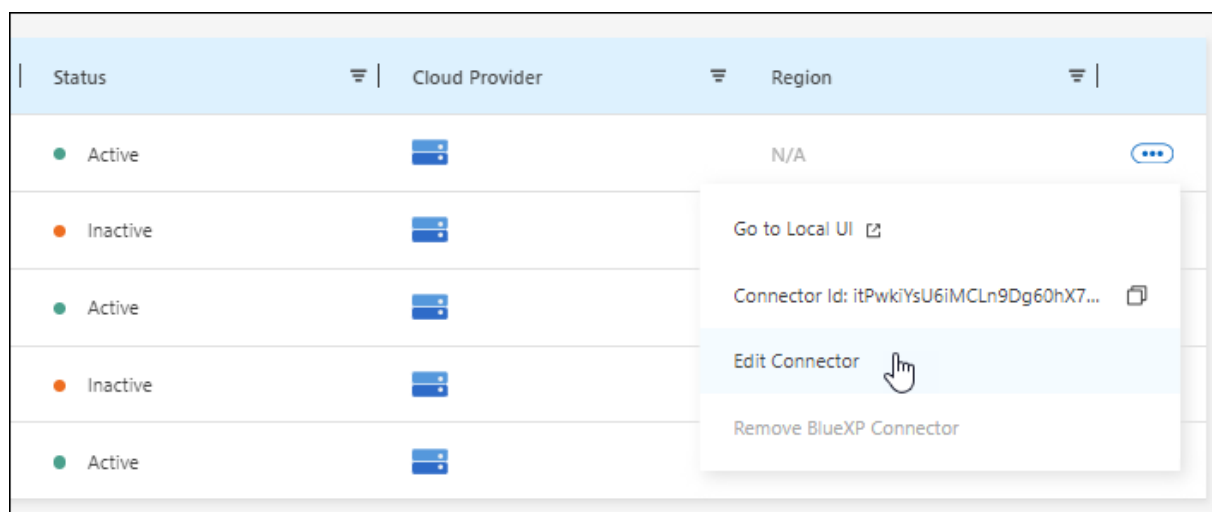 Status
Cloud Provider
Region
Active
N/A
Inactive
Go to Local UI
Active
Connector Id: itPwkiYsU6iMCLn9Dg60hX7...
Edit Connector
Inactive
Remove BlueXP Connector
Active